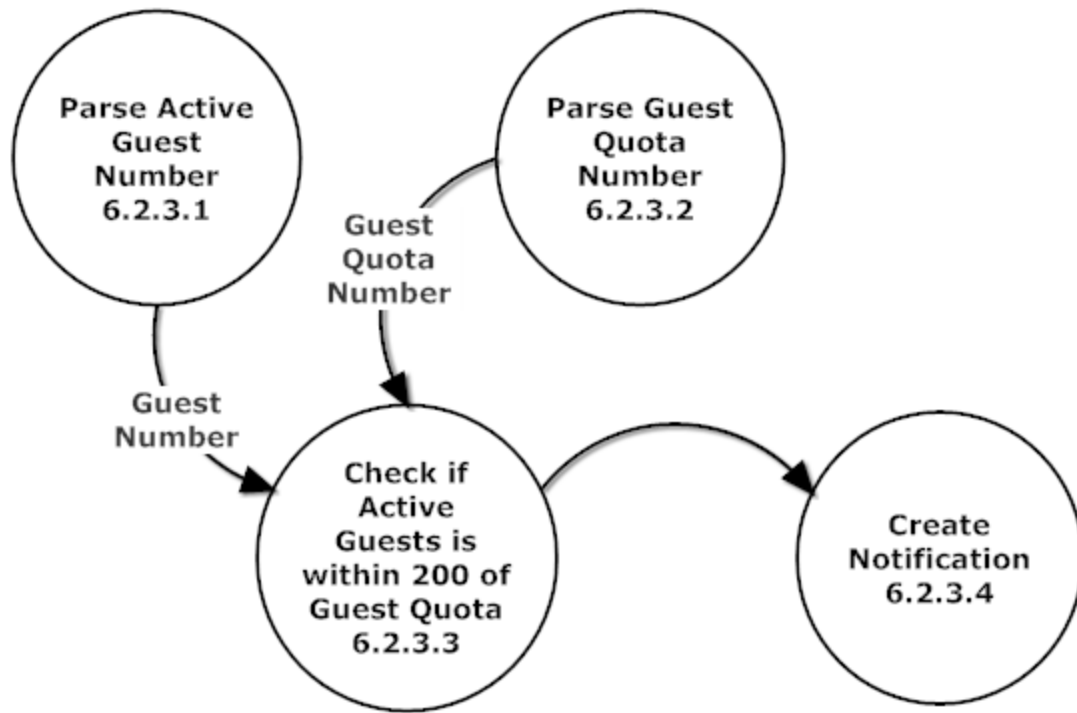 Parse Active
Guest
Number
6.2.3.1
Parse Guest
Quota
Number
6.2.3.2
Guest
Quota
Number
Guest
Number
Check if
Active
Guests is
within 200 of
Guest Quota
6.2.3.3
Create
Notification
6.2.3.4